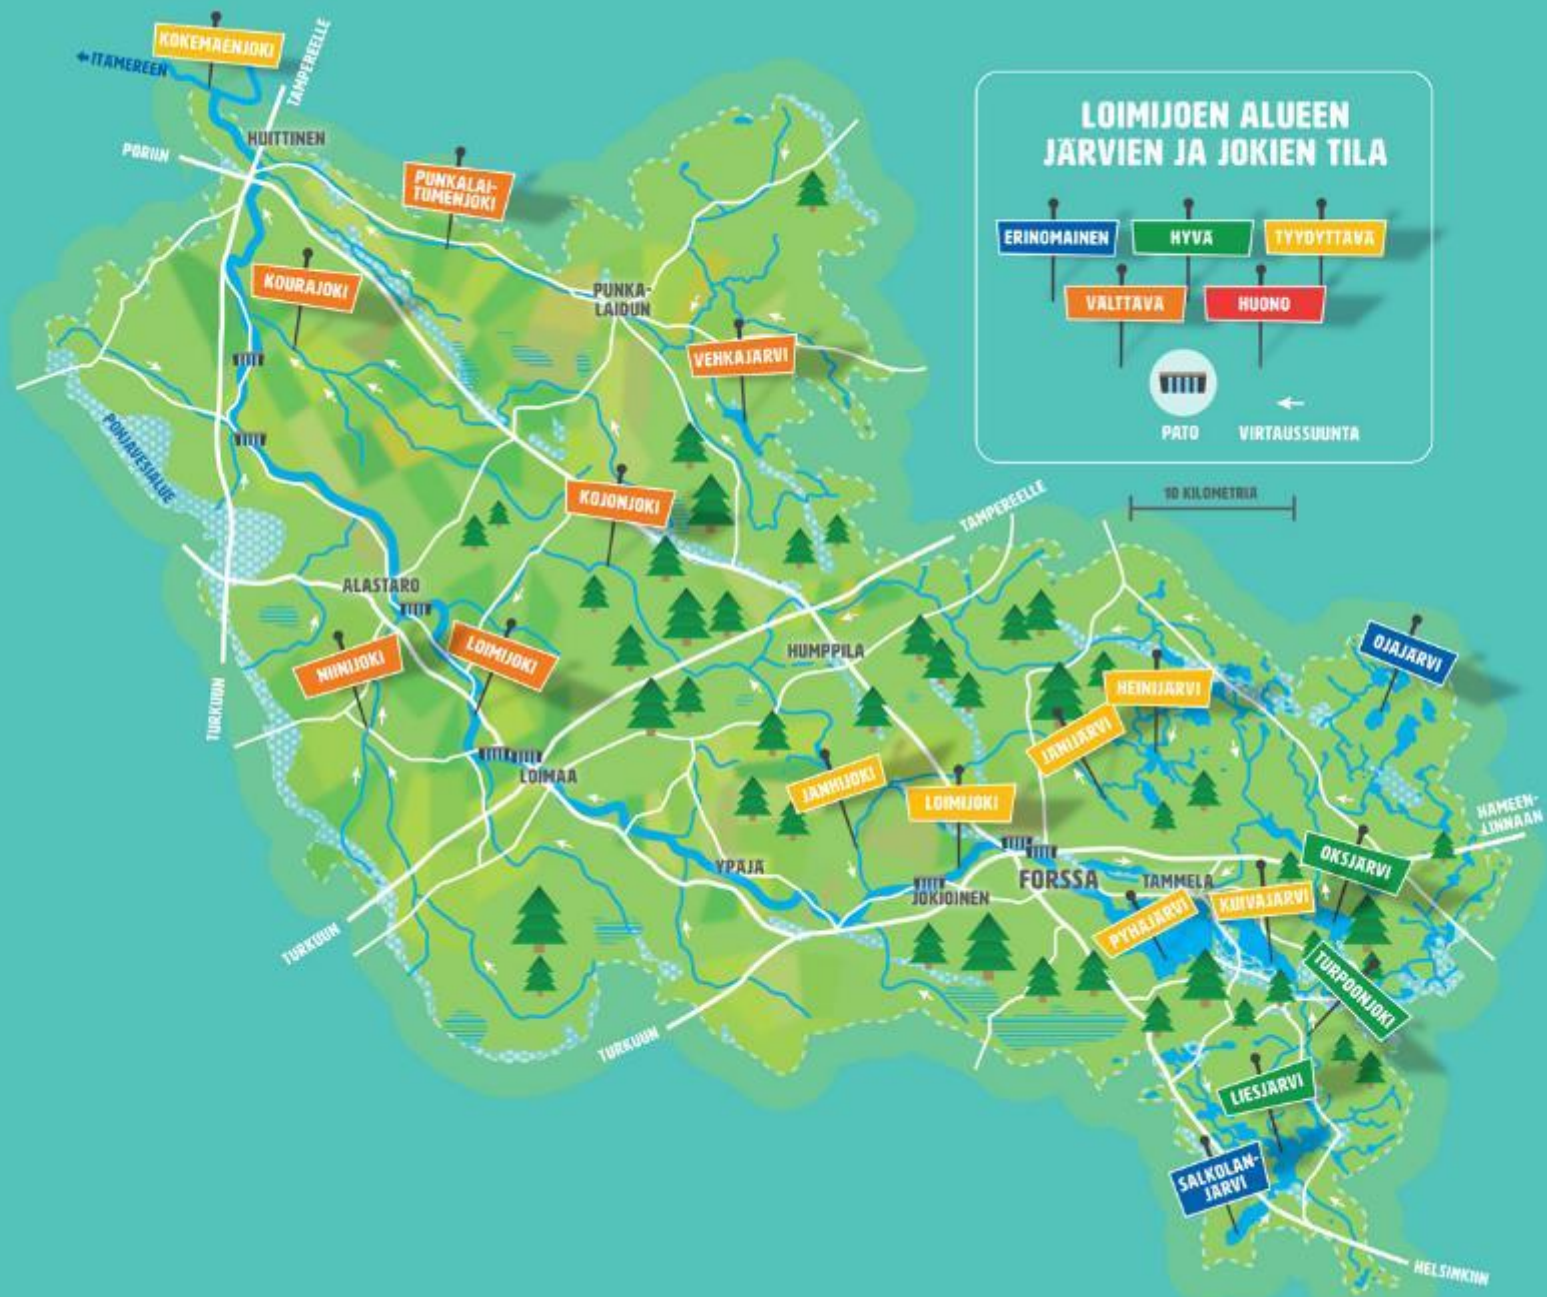 KOKEMÄENJOKI
← ITÄMEREEN
TAMPEREELLE
PORIIN
HUITTINEN
PUNKALAI-
TUMENJOKI
KOURAJOKI
PUNKA-
LAIDUN
VEHKAJÄRVI
POHJAVESIALUE
KOJONJOKI
ALASTARO
NIINIJOKI
LOIMIJOKI
TURKUUN
LOIMAA
HUMPPILA
TAMPEREELLE
LOIMIJOEN ALUEEN
JÄRVIEN JA JOKIEN TILA
ERINOMAINEN
HYVÄ
TYYDYTTÄVÄ
VÄLTTÄVÄ
HUONO
PATO
VIRTAUSSUUNTA
10 KILOMETRIÄ
OJAJÄRVI
HEINIJÄRVI
JÄNIJÄRVI
JÄNHIJOKI
LOIMIJOKI
HÄMEEN-
LINNAAN
OKSJÄRVI
YPÄJÄ
FORSSA
TAMMELA
JOKIOINEN
PYHÄJÄRVI
KUIVAJÄRVI
TURPOONJOKI
TURKUUN
TURKUUN
LIESJÄRVI
SALKOLAN-
JÄRVI
HELSINKIIN